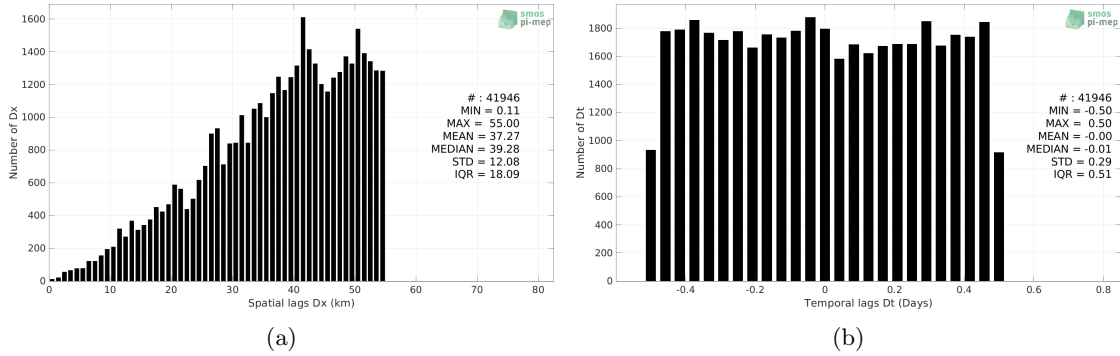 smos
pi-mep
1600
1400
1200
1000
800
600
400
200
0
Number of Dx
# : 41946
MIN = 0.11
MAX = 55.00
MEAN = 37.27
MEDIAN = 39.28
STD = 12.08
IQR = 18.09
0 10 20 30 40 50 60 70 80
Spatial lags Dx (km)
(a)
smos
pi-mep
1800
1600
1400
1200
1000
800
600
400
200
0
Number of Dt
# : 41946
MIN = -0.50
MAX = 0.50
MEAN = -0.00
MEDIAN = -0.01
STD = 0.29
IQR = 0.51
-0.4 -0.2 0 0.2 0.4 0.6 0.8
Temporal lags Dt (Days)
(b)